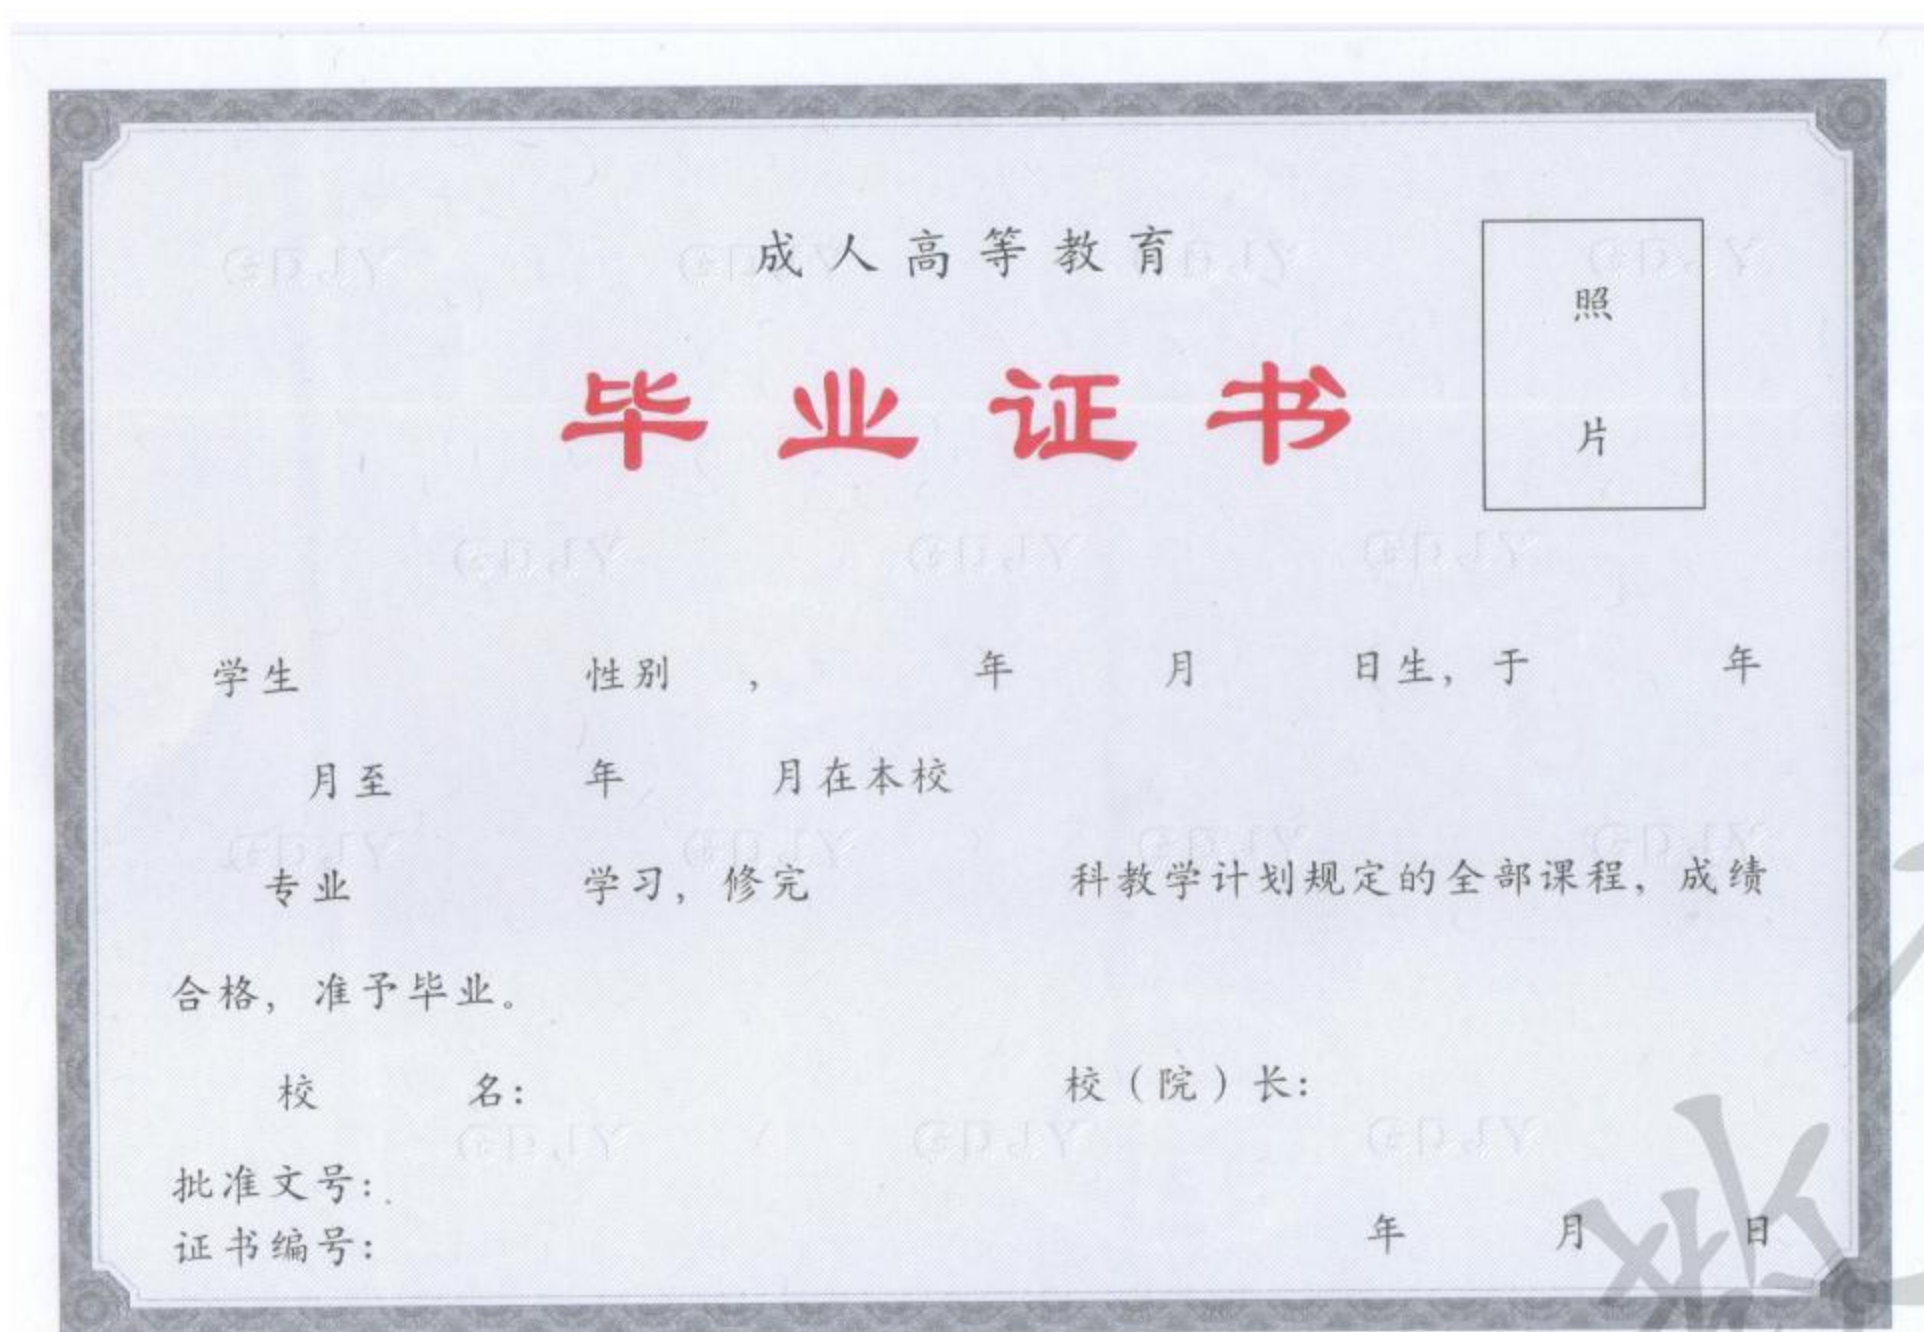 成人高等教育
照
片
毕业证书
学生 性别 , 年 月 日生, 于 年
月至 年 月在本校
专业 学习, 修完 科教学计划规定的全部课程, 成绩
合格, 准予毕业。
校 名: 校(院)长:
批准文号:
证书编号: 年 月 日